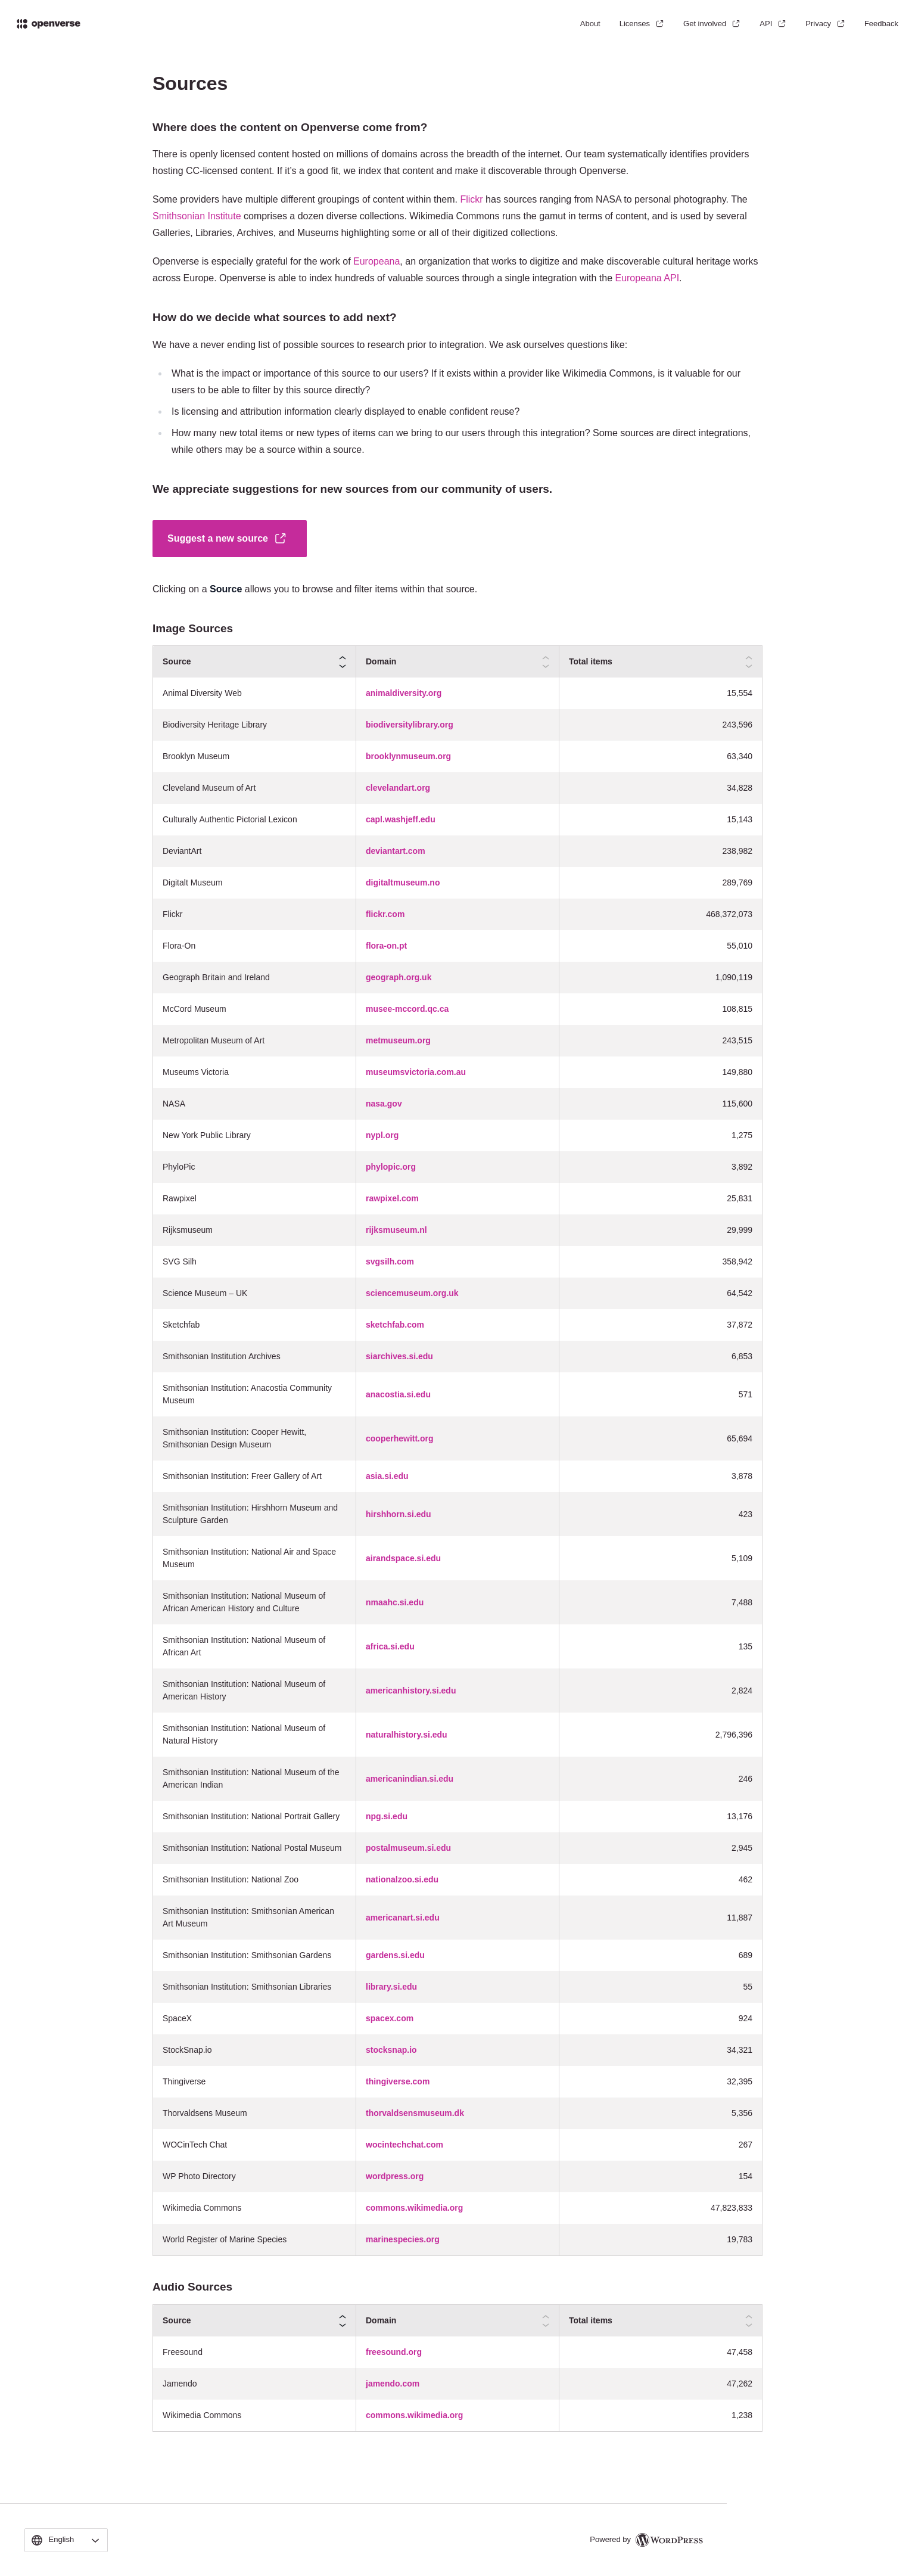 openverse
About Licenses Get involved API Privacy Feedback
Sources
Where does the content on Openverse come from?
There is openly licensed content hosted on millions of domains across the breadth of the internet. Our team systematically identifies providers
hosting CC-licensed content. If it's a good fit, we index that content and make it discoverable through Openverse.
Some providers have multiple different groupings of content within them. Flickr has sources ranging from NASA to personal photography. The
Smithsonian Institute comprises a dozen diverse collections. Wikimedia Commons runs the gamut in terms of content, and is used by several
Galleries, Libraries, Archives, and Museums highlighting some or all of their digitized collections.
Openverse is especially grateful for the work of Europeana, an organization that works to digitize and make discoverable cultural heritage works
across Europe. Openverse is able to index hundreds of valuable sources through a single integration with the Europeana API.
How do we decide what sources to add next?
We have a never ending list of possible sources to research prior to integration. We ask ourselves questions like:
What is the impact or importance of this source to our users? If it exists within a provider like Wikimedia Commons, is it valuable for our
users to be able to filter by this source directly?
Is licensing and attribution information clearly displayed to enable confident reuse?
How many new total items or new types of items can we bring to our users through this integration? Some sources are direct integrations,
while others may be a source within a source.
We appreciate suggestions for new sources from our community of users.
Suggest a new source
Clicking on a Source allows you to browse and filter items within that source.
Image Sources
Source Domain Total items
Animal Diversity Web animaldiversity.org 15,554
Biodiversity Heritage Library biodiversitylibrary.org 243,596
Brooklyn Museum brooklynmuseum.org 63,340
Cleveland Museum of Art clevelandart.org 34,828
Culturally Authentic Pictorial Lexicon capl.washjeff.edu 15,143
DeviantArt deviantart.com 238,982
Digitalt Museum digitaltmuseum.no 289,769
Flickr flickr.com 468,372,073
Flora-On flora-on.pt 55,010
Geograph Britain and Ireland geograph.org.uk 1,090,119
McCord Museum musee-mccord.qc.ca 108,815
Metropolitan Museum of Art metmuseum.org 243,515
Museums Victoria museumsvictoria.com.au 149,880
NASA nasa.gov 115,600
New York Public Library nypl.org 1,275
PhyloPic phylopic.org 3,892
Rawpixel rawpixel.com 25,831
Rijksmuseum rijksmuseum.nl 29,999
SVG Silh svgsilh.com 358,942
Science Museum – UK sciencemuseum.org.uk 64,542
Sketchfab sketchfab.com 37,872
Smithsonian Institution Archives siarchives.si.edu 6,853
Smithsonian Institution: Anacostia Community
Museum anacostia.si.edu 571
Smithsonian Institution: Cooper Hewitt,
Smithsonian Design Museum cooperhewitt.org 65,694
Smithsonian Institution: Freer Gallery of Art asia.si.edu 3,878
Smithsonian Institution: Hirshhorn Museum and
Sculpture Garden hirshhorn.si.edu 423
Smithsonian Institution: National Air and Space
Museum airandspace.si.edu 5,109
Smithsonian Institution: National Museum of
African American History and Culture nmaahc.si.edu 7,488
Smithsonian Institution: National Museum of
African Art africa.si.edu 135
Smithsonian Institution: National Museum of
American History americanhistory.si.edu 2,824
Smithsonian Institution: National Museum of
Natural History naturalhistory.si.edu 2,796,396
Smithsonian Institution: National Museum of the
American Indian americanindian.si.edu 246
Smithsonian Institution: National Portrait Gallery npg.si.edu 13,176
Smithsonian Institution: National Postal Museum postalmuseum.si.edu 2,945
Smithsonian Institution: National Zoo nationalzoo.si.edu 462
Smithsonian Institution: Smithsonian American
Art Museum americanart.si.edu 11,887
Smithsonian Institution: Smithsonian Gardens gardens.si.edu 689
Smithsonian Institution: Smithsonian Libraries library.si.edu 55
SpaceX spacex.com 924
StockSnap.io stocksnap.io 34,321
Thingiverse thingiverse.com 32,395
Thorvaldsens Museum thorvaldsensmuseum.dk 5,356
WOCinTech Chat wocintechchat.com 267
WP Photo Directory wordpress.org 154
Wikimedia Commons commons.wikimedia.org 47,823,833
World Register of Marine Species marinespecies.org 19,783
Audio Sources
Source Domain Total items
Freesound freesound.org 47,458
Jamendo jamendo.com 47,262
Wikimedia Commons commons.wikimedia.org 1,238
English Powered by WORDPRESS